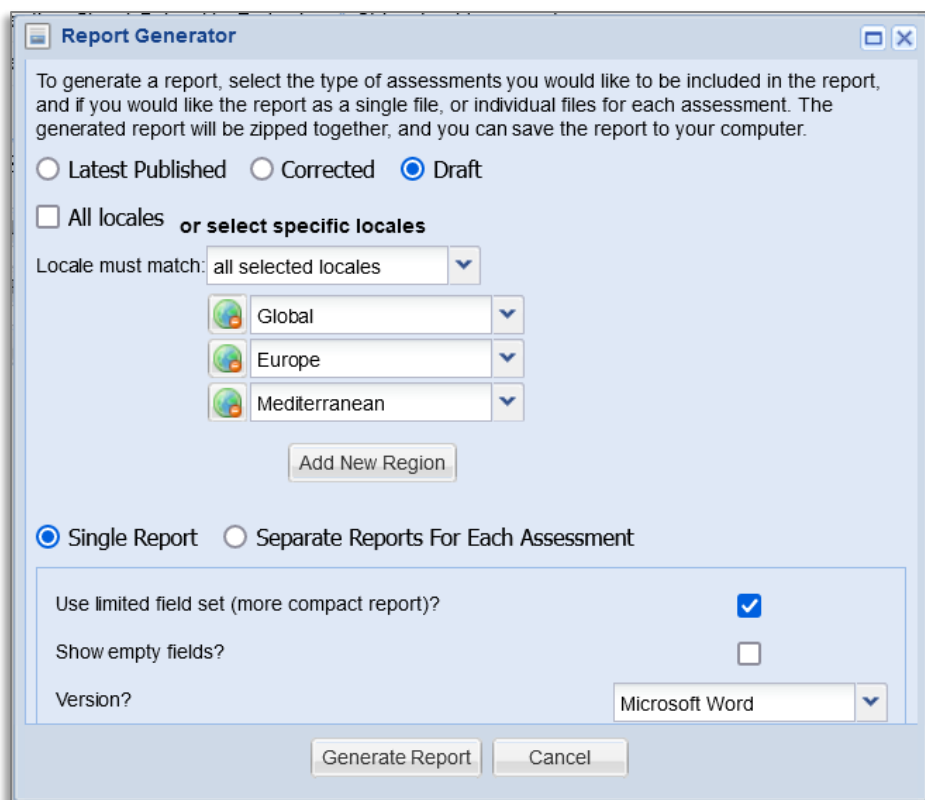 Report Generator
To generate a report, select the type of assessments you would like to be included in the report,
and if you would like the report as a single file, or individual files for each assessment. The
generated report will be zipped together, and you can save the report to your computer.
Latest Published Corrected Draft
All locales or select specific locales
Locale must match: all selected locales
Global
Europe
Mediterranean
Add New Region
Single Report Separate Reports For Each Assessment
Use limited field set (more compact report)?
Show empty fields?
Version? Microsoft Word
Generate Report Cancel